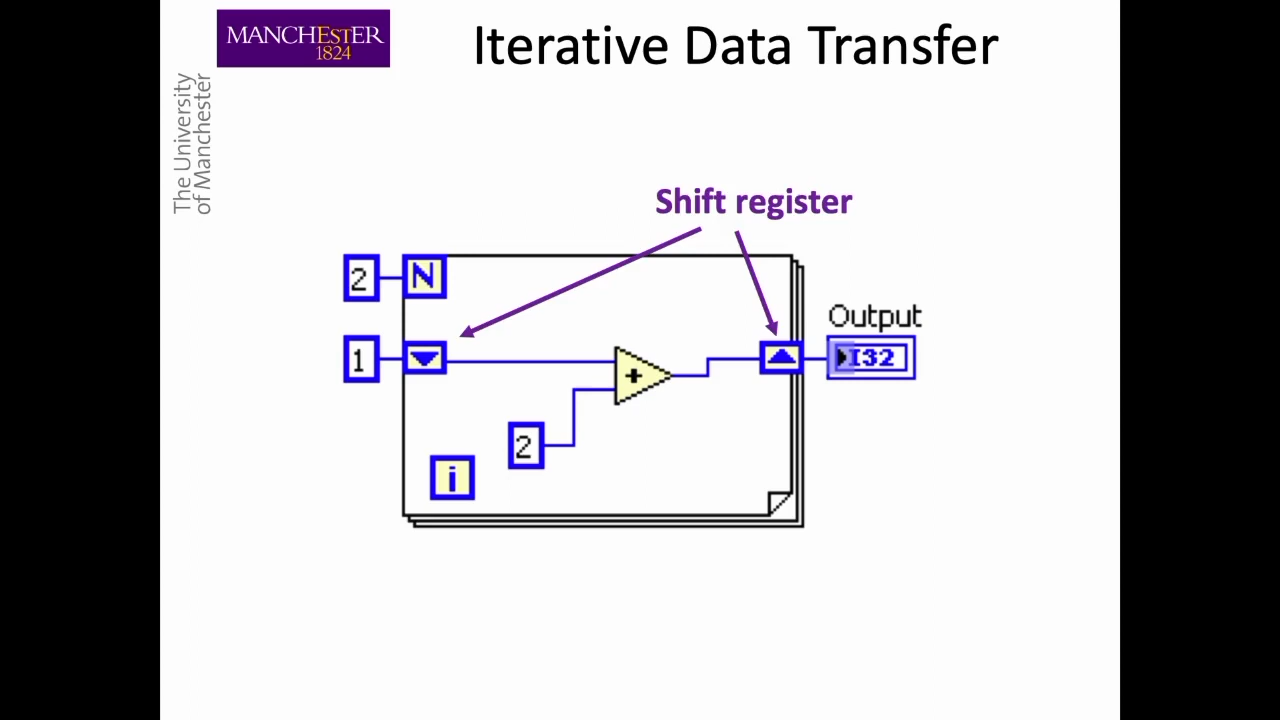 MANCHESTER
1824
The University
of Manchester
Iterative Data Transfer
Shift register
2
N
1
2
i
+
Output
I32